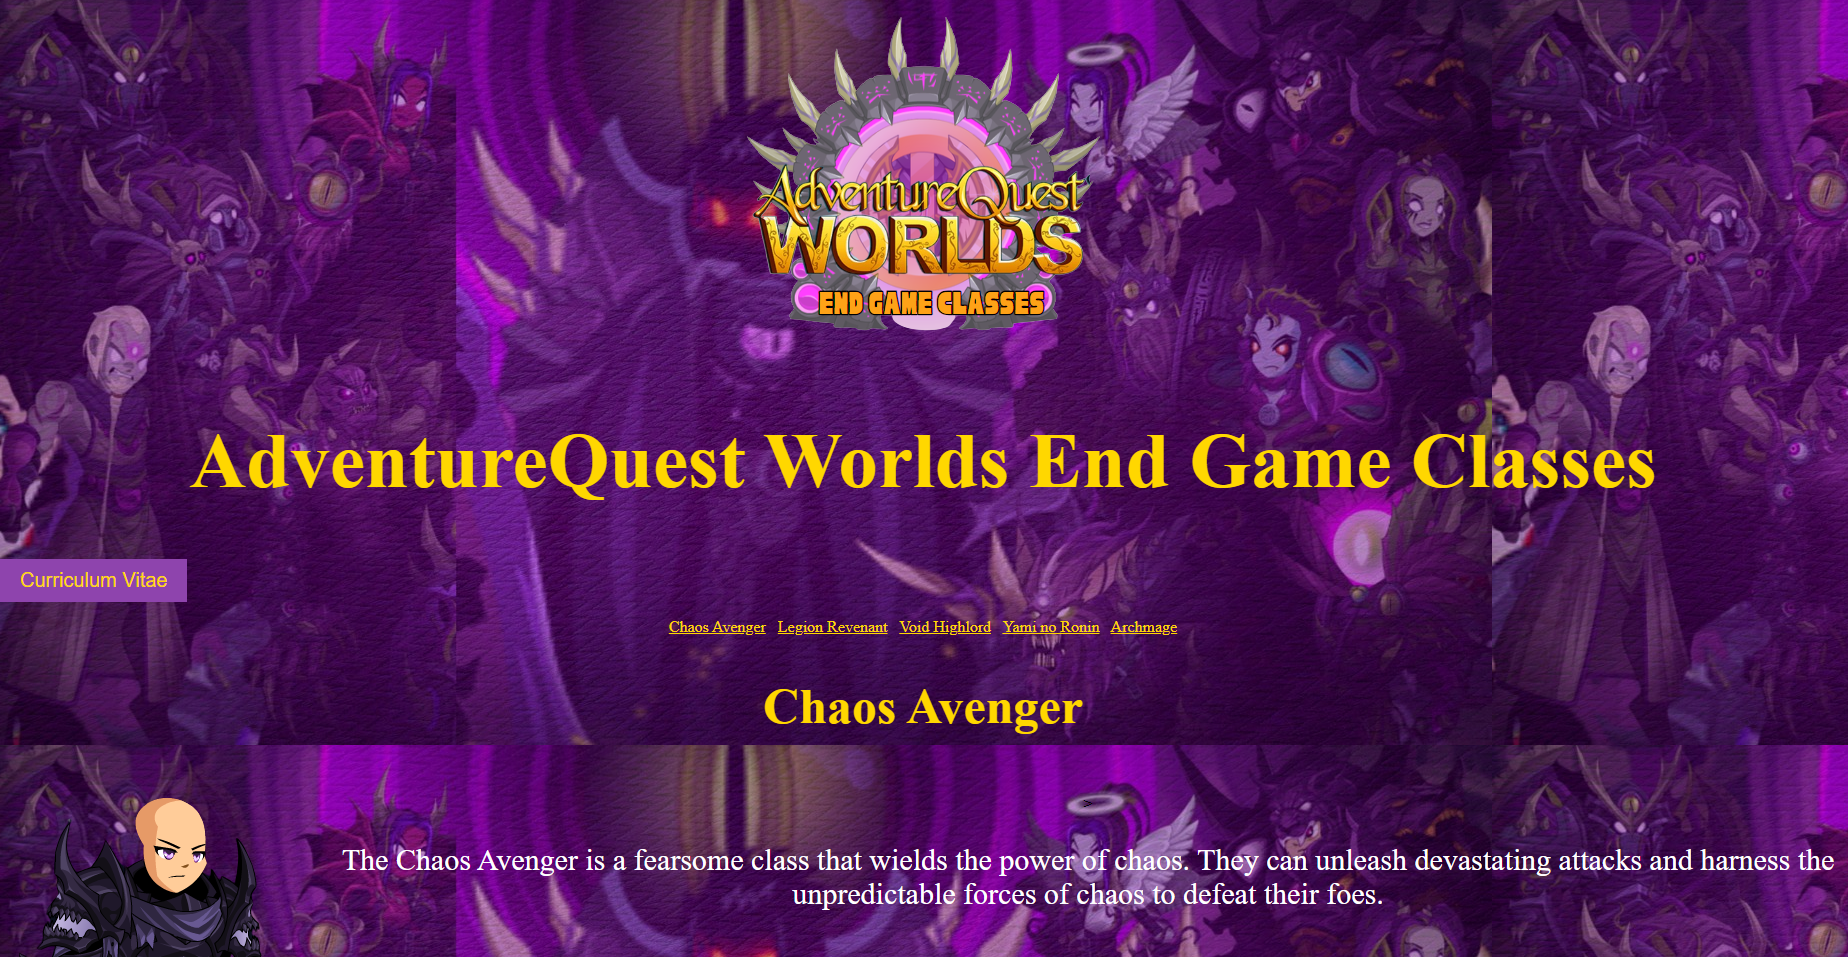 AdventureQuest
WORLDS
END GAME CLASSES
AdventureQuest Worlds End Game Classes
Curriculum Vitae
Chaos Avenger Legion Revenant Void Highlord Yami no Ronin Archmage
Chaos Avenger
>
The Chaos Avenger is a fearsome class that wields the power of chaos. They can unleash devastating attacks and harness the
unpredictable forces of chaos to defeat their foes.